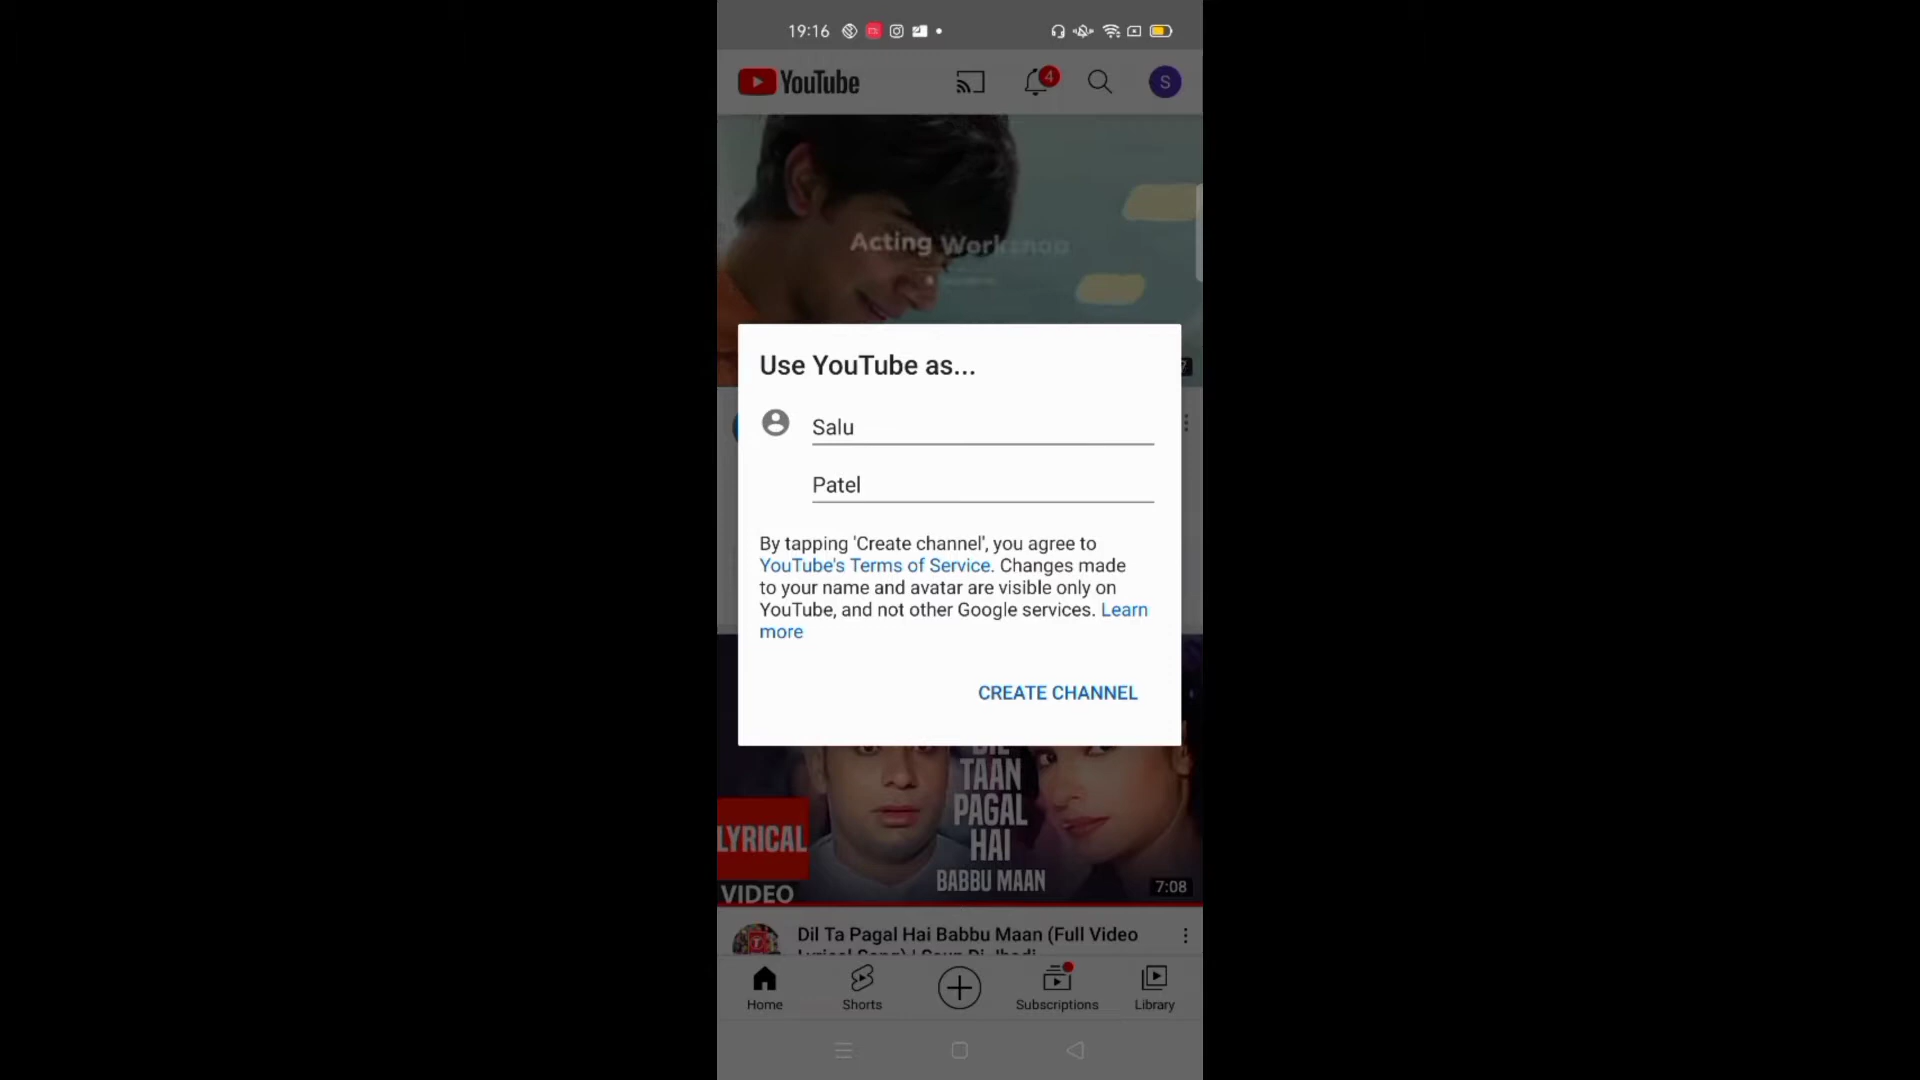 19:16
YouTube
4
S
Acting Workshop
Use YouTube as...
Salu
Patel
By tapping 'Create channel', you agree to
YouTube's Terms of Service. Changes made
to your name and avatar are visible only on
YouTube, and not other Google services. Learn
more
CREATE CHANNEL
TAAN
PAGAL
HAI
BABBU MAAN
LYRICAL
VIDEO
7:08
Dil Ta Pagal Hai Babbu Maan (Full Video
Home
Shorts
Subscriptions
Library